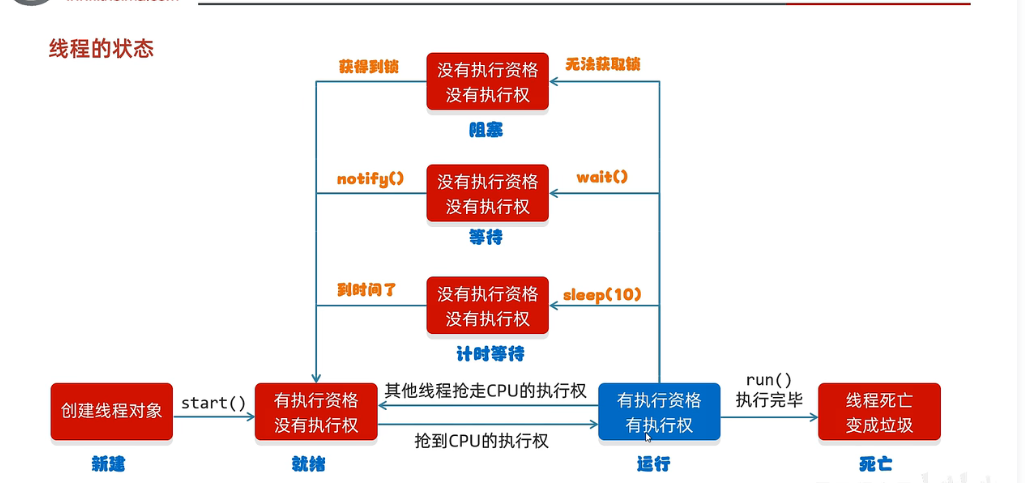 线程的状态
获得到锁
没有执行资格
没有执行权
无法获取锁
阻塞
notify()
没有执行资格
没有执行权
wait()
等待
到时间了
没有执行资格
没有执行权
sleep(10)
计时等待
创建线程对象
start()
有执行资格
没有执行权
其他线程抢走CPU的执行权
抢到CPU的执行权
有执行资格
有执行权
run()
执行完毕
线程死亡
变成垃圾
新建
就绪
运行
死亡